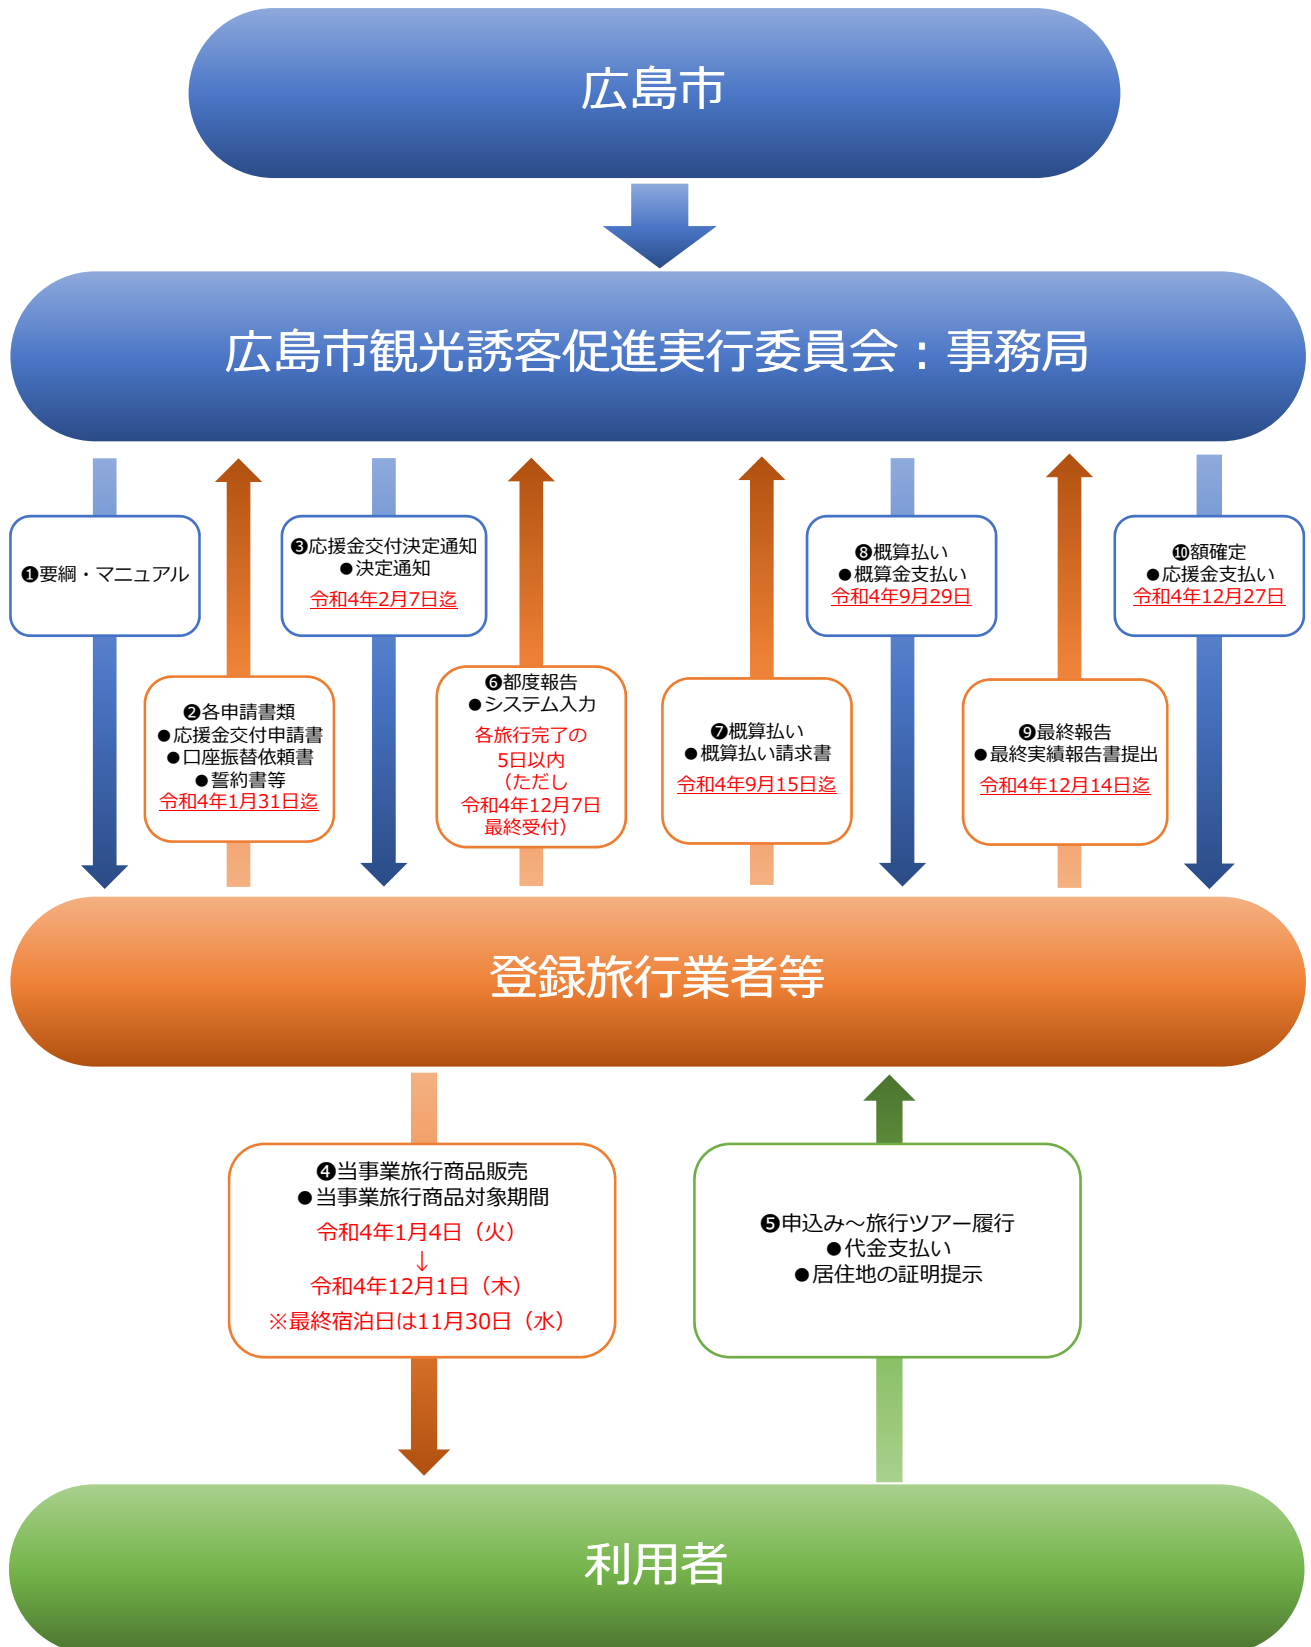 広島市
広島市観光誘客促進実行委員会：事務局
❶要綱・マニュアル
❷各申請書類
●応援金交付申請書
●口座振替依頼書
●誓約書等
令和4年1月31日迄
❸応援金交付決定通知
●決定通知
令和4年2月7日迄
❻都度報告
●システム入力
各旅行完了の
5日以内
（ただし
令和4年12月7日
最終受付）
❼概算払い
●概算払い請求書
令和4年9月15日迄
❽概算払い
●概算金支払い
令和4年9月29日
❾最終報告
●最終実績報告書提出
令和4年12月14日迄
❿額確定
●応援金支払い
令和4年12月27日
登録旅行業者等
❹当事業旅行商品販売
●当事業旅行商品対象期間
令和4年1月4日（火）
↓
令和4年12月1日（木）
※最終宿泊日は11月30日（水）
❺申込み～旅行ツアー履行
●代金支払い
●居住地の証明提示
利用者